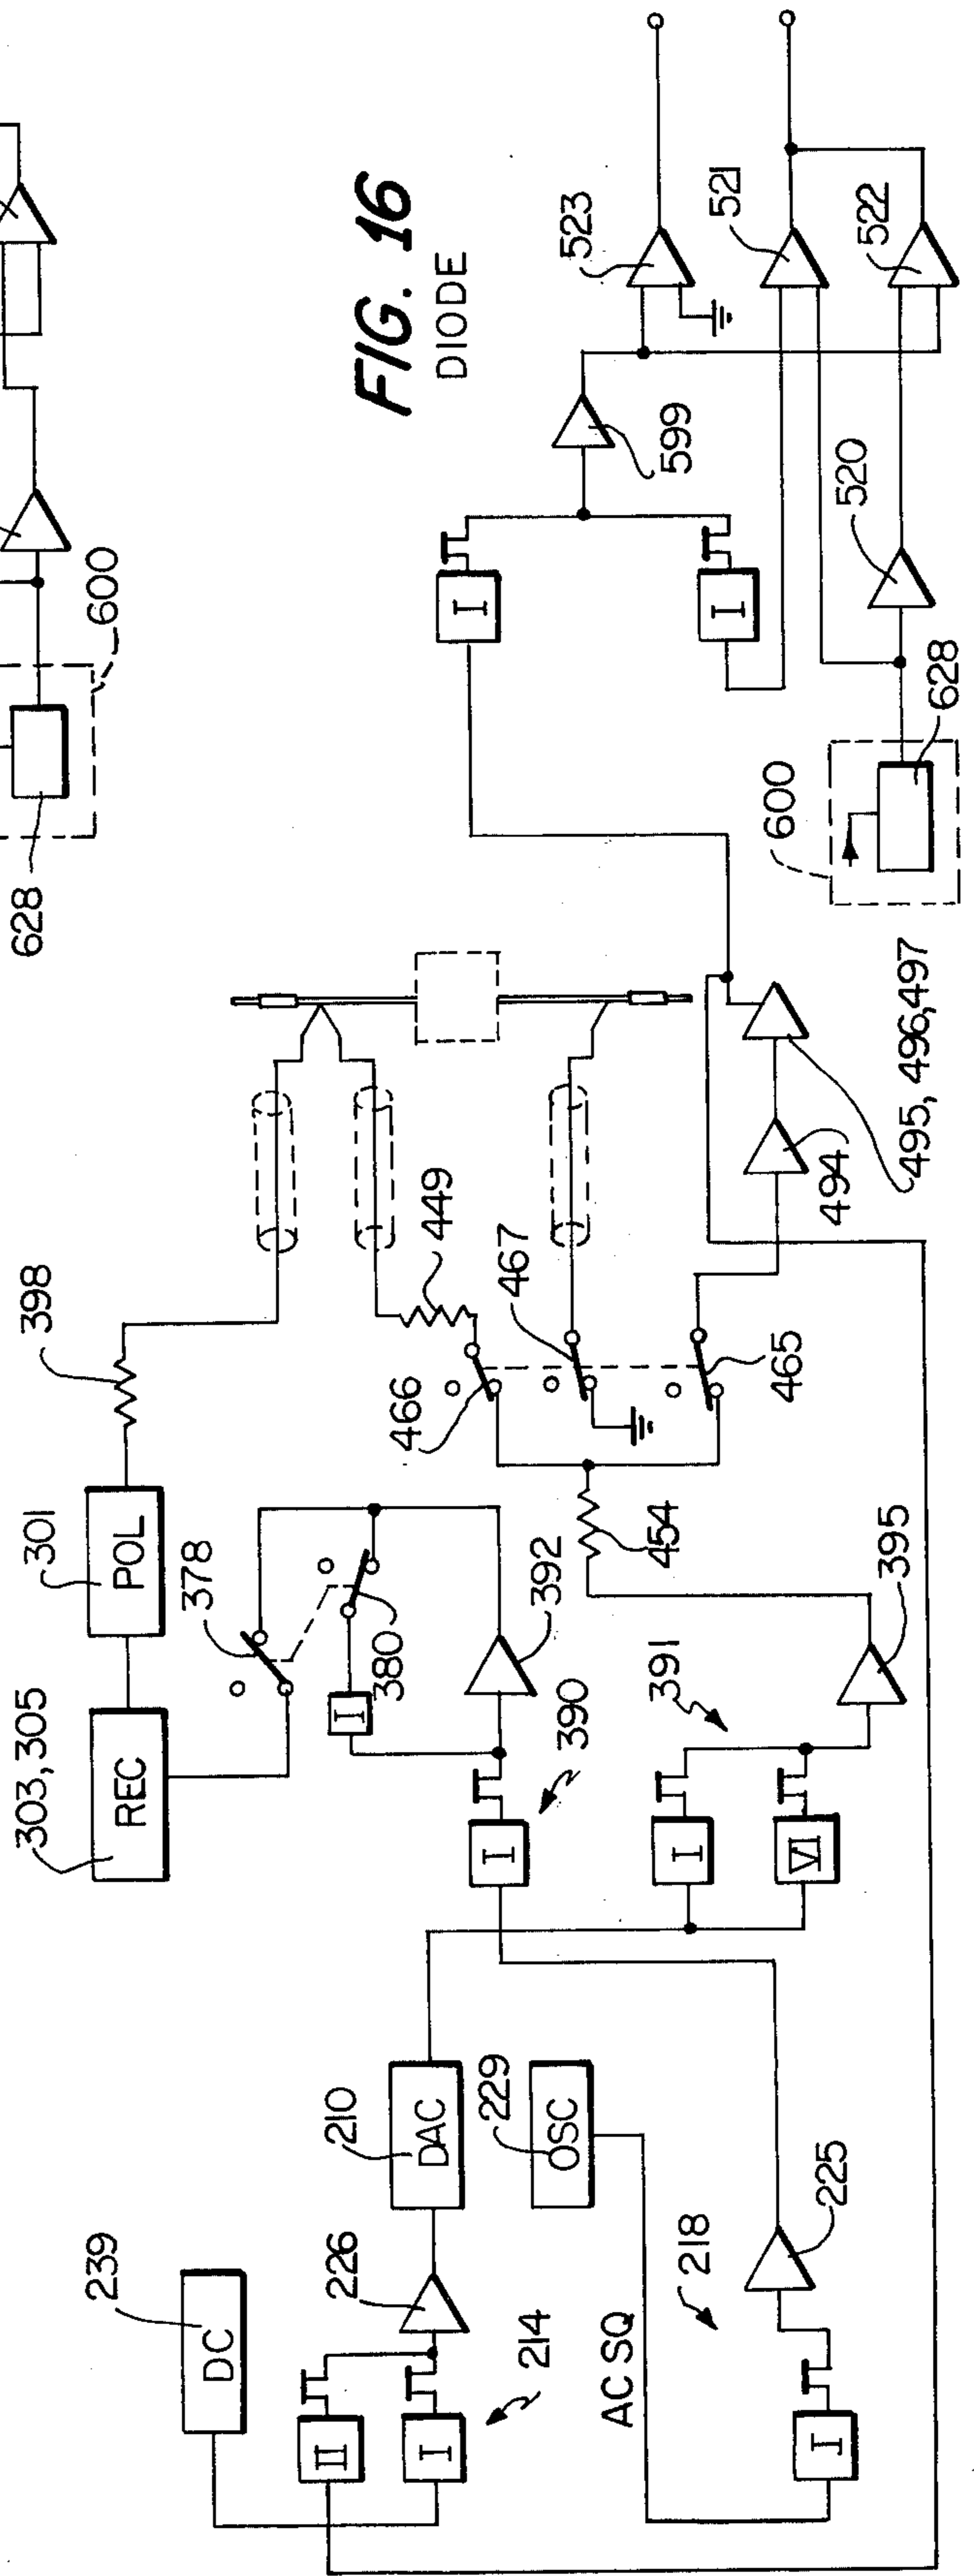 628
600
FIG. 16
DIODE
523
521
522
599
520
600
628
398
449
467
466
465
494
495, 496, 497
301
POL
303, 305
REC
378
380
I
392
390
I
454
391
I
VI
395
I
I
239
DC
226
210
DAC
229
OSC
II
I
214
AC SQ
218
225
I